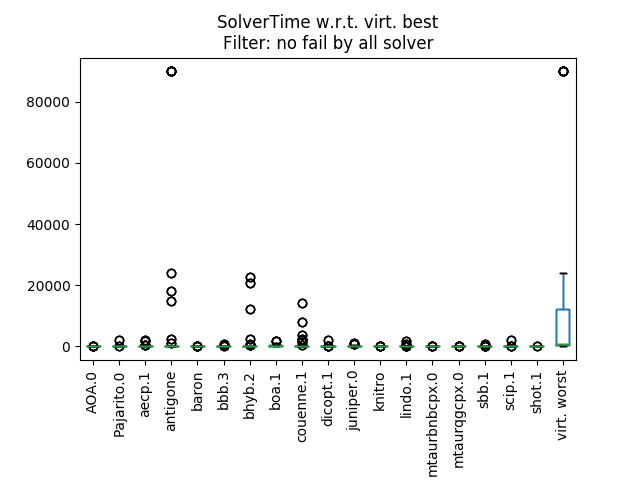 SolverTime w.r.t. virt. best
Filter: no fail by all solver
80000
60000
40000
20000
0
AOA.0
Pajarito.0
aecp.1
antigone
baron
bbb.3
bhyb.2
boa.1
couenne.1
dicopt.1
juniper.0
knitro
lindo.1
mtaurbnbcpx.0
mtaurqgcpx.0
sbb.1
scip.1
shot.1
virt. worst